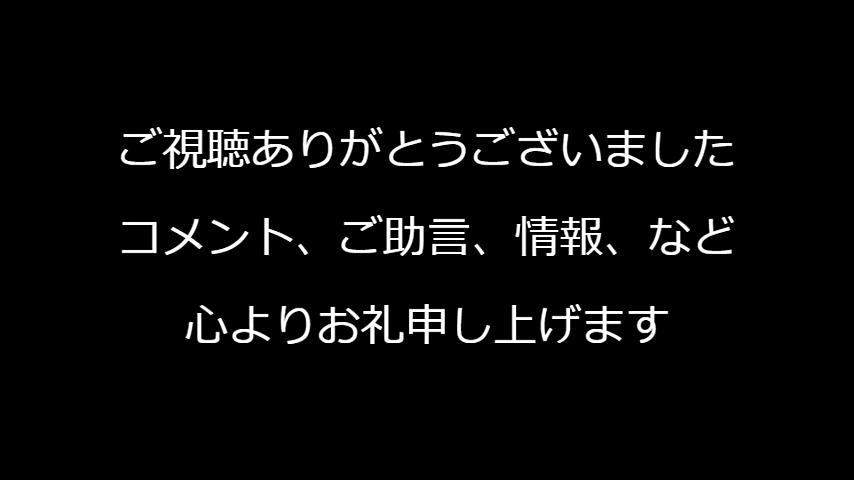 ご視聴ありがとうございました
コメント、ご助言、情報、など
心よりお礼申し上げます